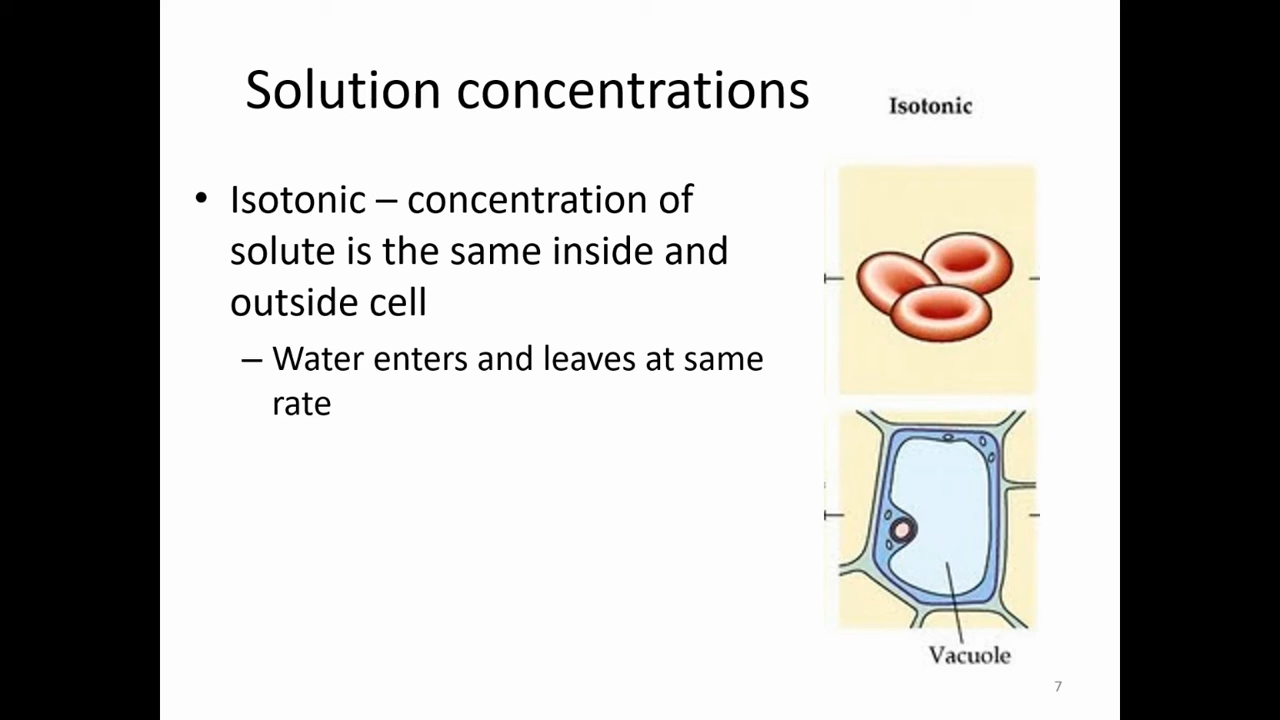 Solution concentrations
Isotonic
• Isotonic – concentration of
solute is the same inside and
outside cell
– Water enters and leaves at same
rate
Vacuole
7